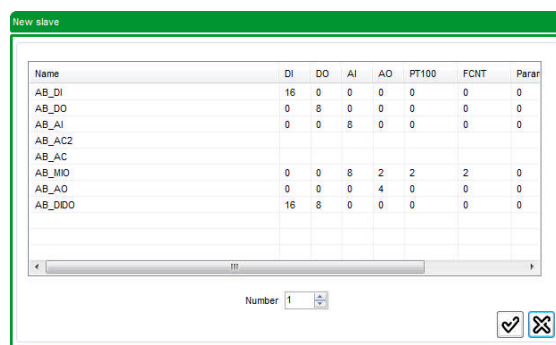 New slave
Name DI DO AI AO PT100 FCNT Parar
AB_DI 16 0 0 0 0 0 0
AB_DO 0 8 0 0 0 0 0
AB_AI 0 0 8 0 0 0 0
AB_AC2
AB_AC
AB_MIO 0 0 8 2 2 2 0
AB_AO 0 0 0 4 0 0 0
AB_DIDO 16 8 0 0 0 0 0
Number 1